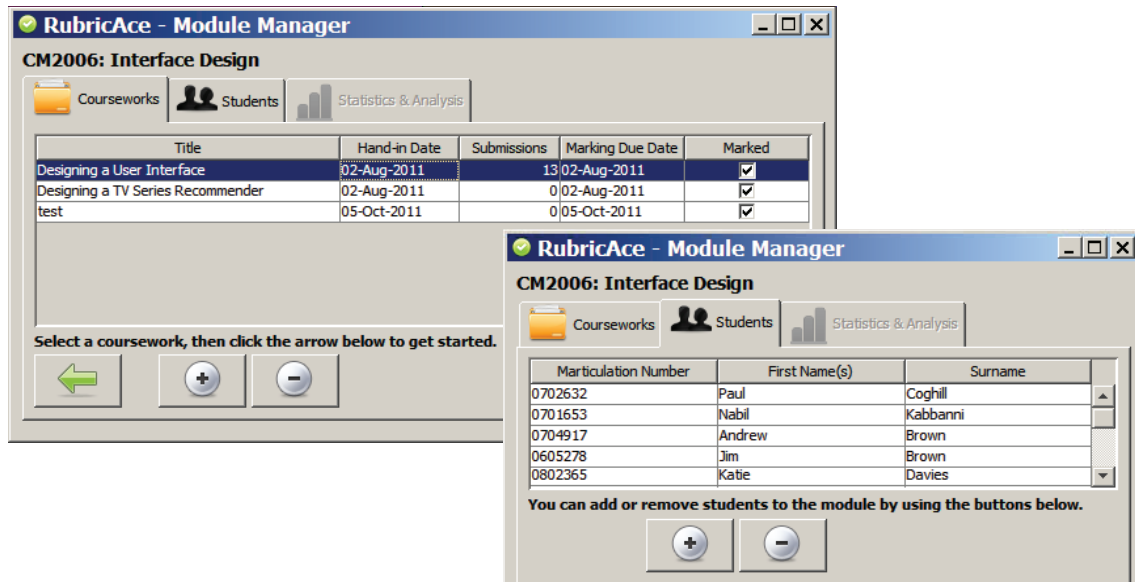 RubricAce - Module Manager
CM2006: Interface Design
Courseworks Students Statistics & Analysis
Title Hand-in Date Submissions Marking Due Date Marked
Designing a User Interface 02-Aug-2011 13 02-Aug-2011
Designing a TV Series Recommender 02-Aug-2011 0 02-Aug-2011
test 05-Oct-2011 0 05-Oct-2011
Select a coursework, then click the arrow below to get started.
RubricAce - Module Manager
CM2006: Interface Design
Courseworks Students Statistics & Analysis
Marticulation Number First Name(s) Surname
0702632 Paul Coghill
0701653 Nabil Kabbanni
0704917 Andrew Brown
0605278 Jim Brown
0802365 Katie Davies
You can add or remove students to the module by using the buttons below.